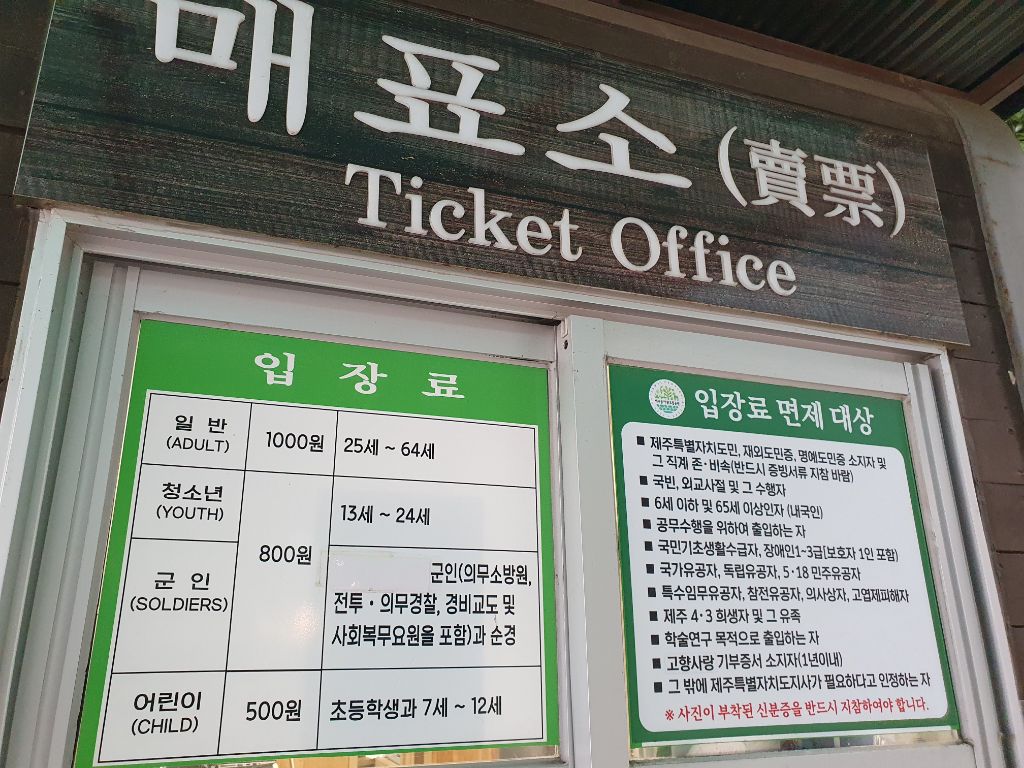 매표소(賣票)
Ticket Office
입장료
일 반
(ADULT)
1000원
25세 ~ 64세
청소년
(YOUTH)
800원
13세 ~ 24세
군 인
(SOLDIERS)
군인(의무소방원,
전투·의무경찰, 경비교도 및
사회복무요원을 포함)과 순경
어린이
(CHILD)
500원
초등학생과 7세 ~ 12세
입장료 면제 대상
■ 제주특별자치도민, 재외도민증, 명예도민증 소지자 및
그 직계 존·비속(반드시 증빙서류 지참 바람)
■ 국빈, 외교사절 및 그 수행자
■ 6세 이하 및 65세 이상인자 (내국인)
■ 공무수행을 위하여 출입하는 자
■ 국민기초생활수급자, 장애인1~3급(보호자 1인 포함)
■ 국가유공자, 독립유공자, 5·18 민주유공자
■ 특수임무유공자, 참전유공자, 의사상자, 고엽제피해자
■ 제주 4·3 희생자 및 그 유족
■ 학술연구 목적으로 출입하는 자
■ 고향사랑 기부증서 소지자(1년이내)
■ 그 밖에 제주특별자치도지사가 필요하다고 인정하는 자
※ 사진이 부착된 신분증을 반드시 지참하여야 합니다.